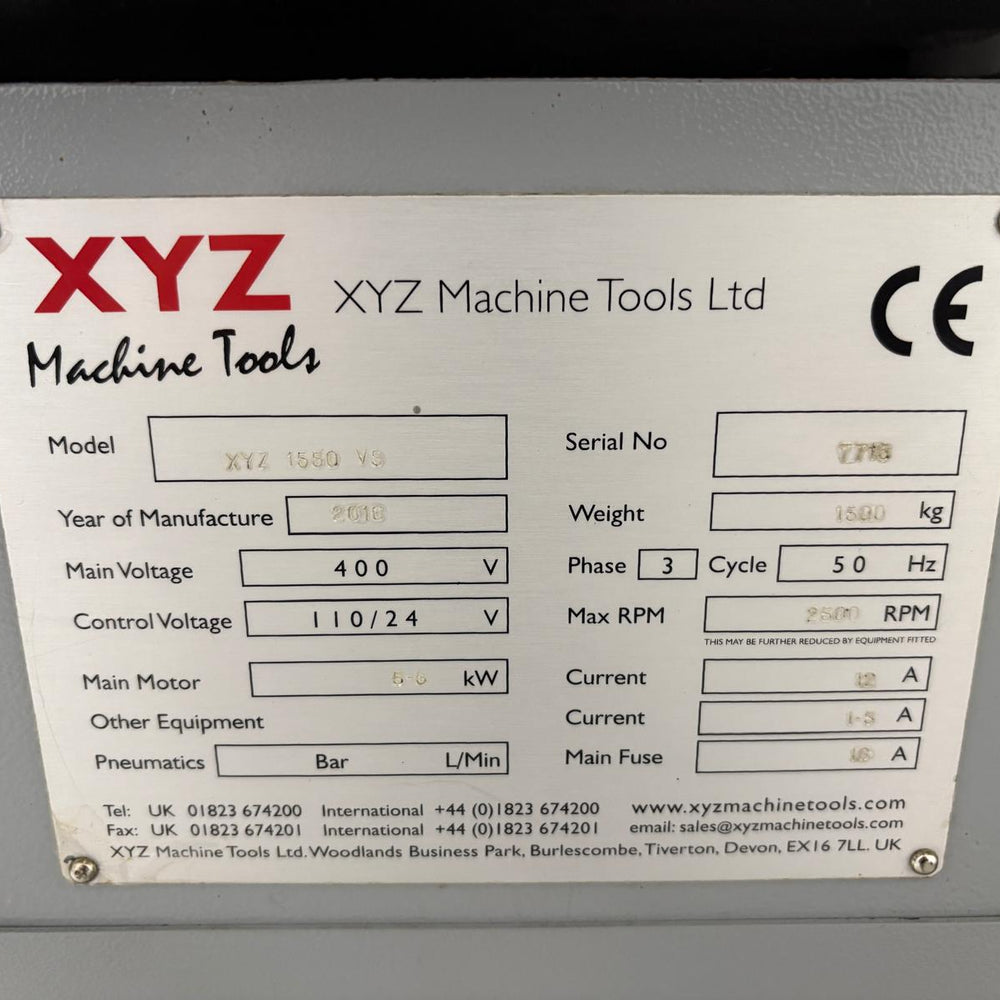 XYZ
Machine Tools
XYZ Machine Tools Ltd
CE
Model XYZ 1550 VS
Serial No
Year of Manufacture
Weight 1500 kg
Main Voltage 400 V
Phase 3 Cycle 50 Hz
Control Voltage 110/24 V
Max RPM 2500 RPM
THIS MAY BE FURTHER REDUCED BY EQUIPMENT FITTED
Main Motor kW
Current 12 A
Other Equipment
Current A
Pneumatics Bar L/Min
Main Fuse 16 A
Tel: UK 01823 674200 International +44 (0)1823 674200 www.xyzmachinetools.com
Fax: UK 01823 674201 International +44 (0)1823 674201 email: sales@xyzmachinetools.com
XYZ Machine Tools Ltd. Woodlands Business Park, Burlescombe, Tiverton, Devon, EX16 7LL. UK